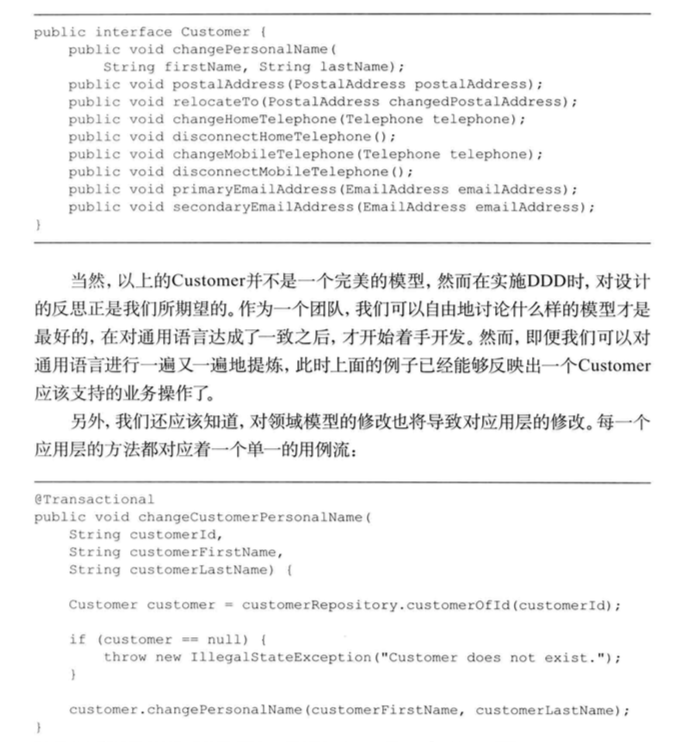 public interface Customer {
    public void changePersonalName(
        String firstName, String lastName);
    public void postalAddress(PostalAddress postalAddress);
    public void relocateTo(PostalAddress changedPostalAddress);
    public void changeHomeTelephone(Telephone telephone);
    public void disconnectHomeTelephone();
    public void changeMobileTelephone(Telephone telephone);
    public void disconnectMobileTelephone();
    public void primaryEmailAddress(EmailAddress emailAddress);
    public void secondaryEmailAddress(EmailAddress emailAddress);
}
当然，以上的Customer并不是一个完美的模型，然而在实施DDD时，对设计
的反思正是我们所期望的。作为一个团队，我们可以自由地讨论什么样的模型才是
最好的，在对通用语言达成了一致之后，才开始着手开发。然而，即便我们可以对
通用语言进行一遍又一遍地提炼，此时上面的例子已经能够反映出一个Customer
应该支持的业务操作了。
另外，我们还应该知道，对领域模型的修改也将导致对应用层的修改。每一个
应用层的方法都对应着一个单一的用例流：
@Transactional
public void changeCustomerPersonalName(
    String customerId,
    String customerFirstName,
    String customerLastName) {
    Customer customer = customerRepository.customerOfId(customerId);
    if (customer == null) {
        throw new IllegalStateException("Customer does not exist.");
    }
    customer.changePersonalName(customerFirstName, customerLastName);
}